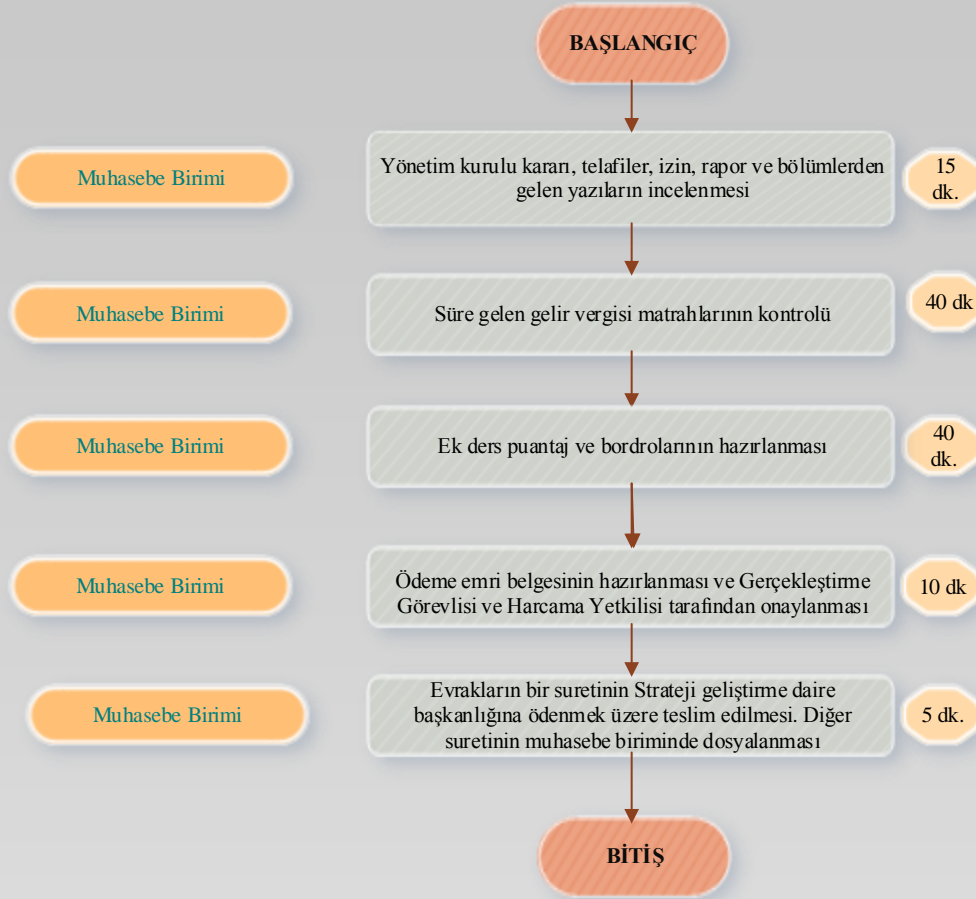 BAŞLANGIÇ
Muhasebe Birimi
Yönetim kurulu kararı, telafiler, izin, rapor ve bölümlerden
gelen yazıların incelenmesi
15
dk.
Muhasebe Birimi
Süre gelen gelir vergisi matrahlarının kontrolü
40 dk
Muhasebe Birimi
Ek ders puantaj ve bordrolarının hazırlanması
40
dk.
Muhasebe Birimi
Ödeme emri belgesinin hazırlanması ve Gerçekleştirme
Görevlisi ve Harcama Yetkilisi tarafından onaylanması
10 dk
Muhasebe Birimi
Evrakların bir suretinin Strateji geliştirme daire
başkanlığına ödenmek üzere teslim edilmesi. Diğer
suretinin muhasebe biriminde dosyalanması
5 dk.
BİTİŞ